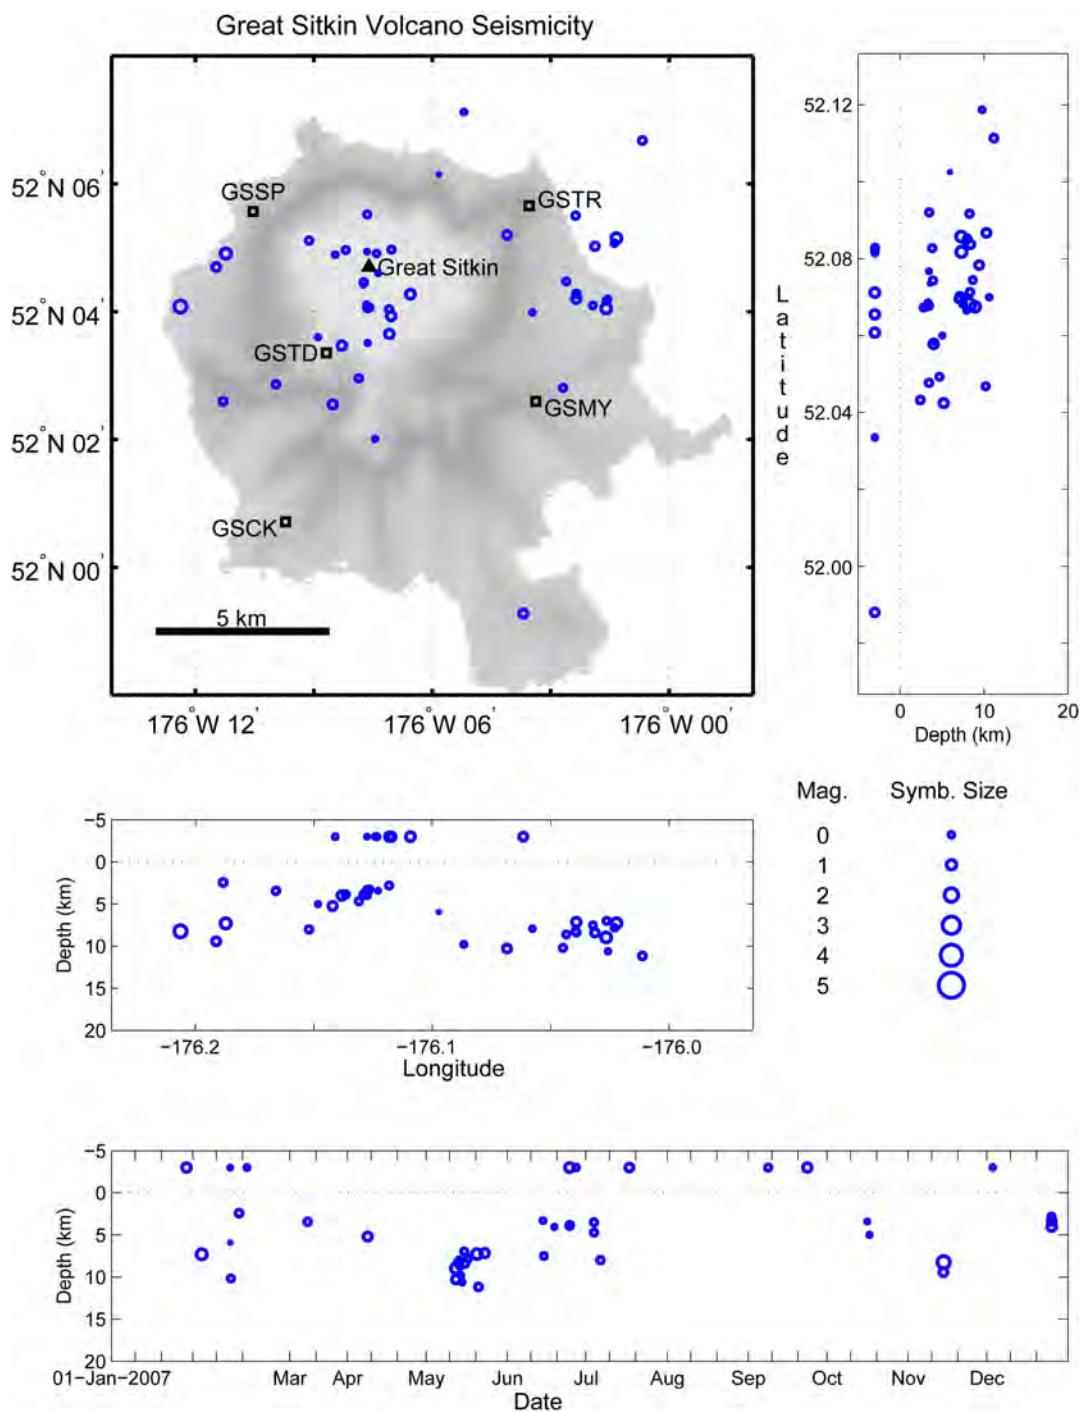 Great Sitkin Volcano Seismicity
52°N 06'
52°N 04'
52°N 02'
52°N 00'
GSSP
GSTR
Great Sitkin
GSTD
GSMY
GSCK
5 km
176°W 12'
176°W 06'
176°W 00'
Latitude
52.12
52.08
52.04
52.00
0
10
20
Depth (km)
Mag.
Symb. Size
0
1
2
3
4
5
−5
0
5
10
15
20
Depth (km)
−176.2
−176.1
−176.0
Longitude
−5
0
5
10
15
20
Depth (km)
01−Jan−2007
Mar
Apr
May
Jun
Jul
Aug
Sep
Oct
Nov
Dec
Date